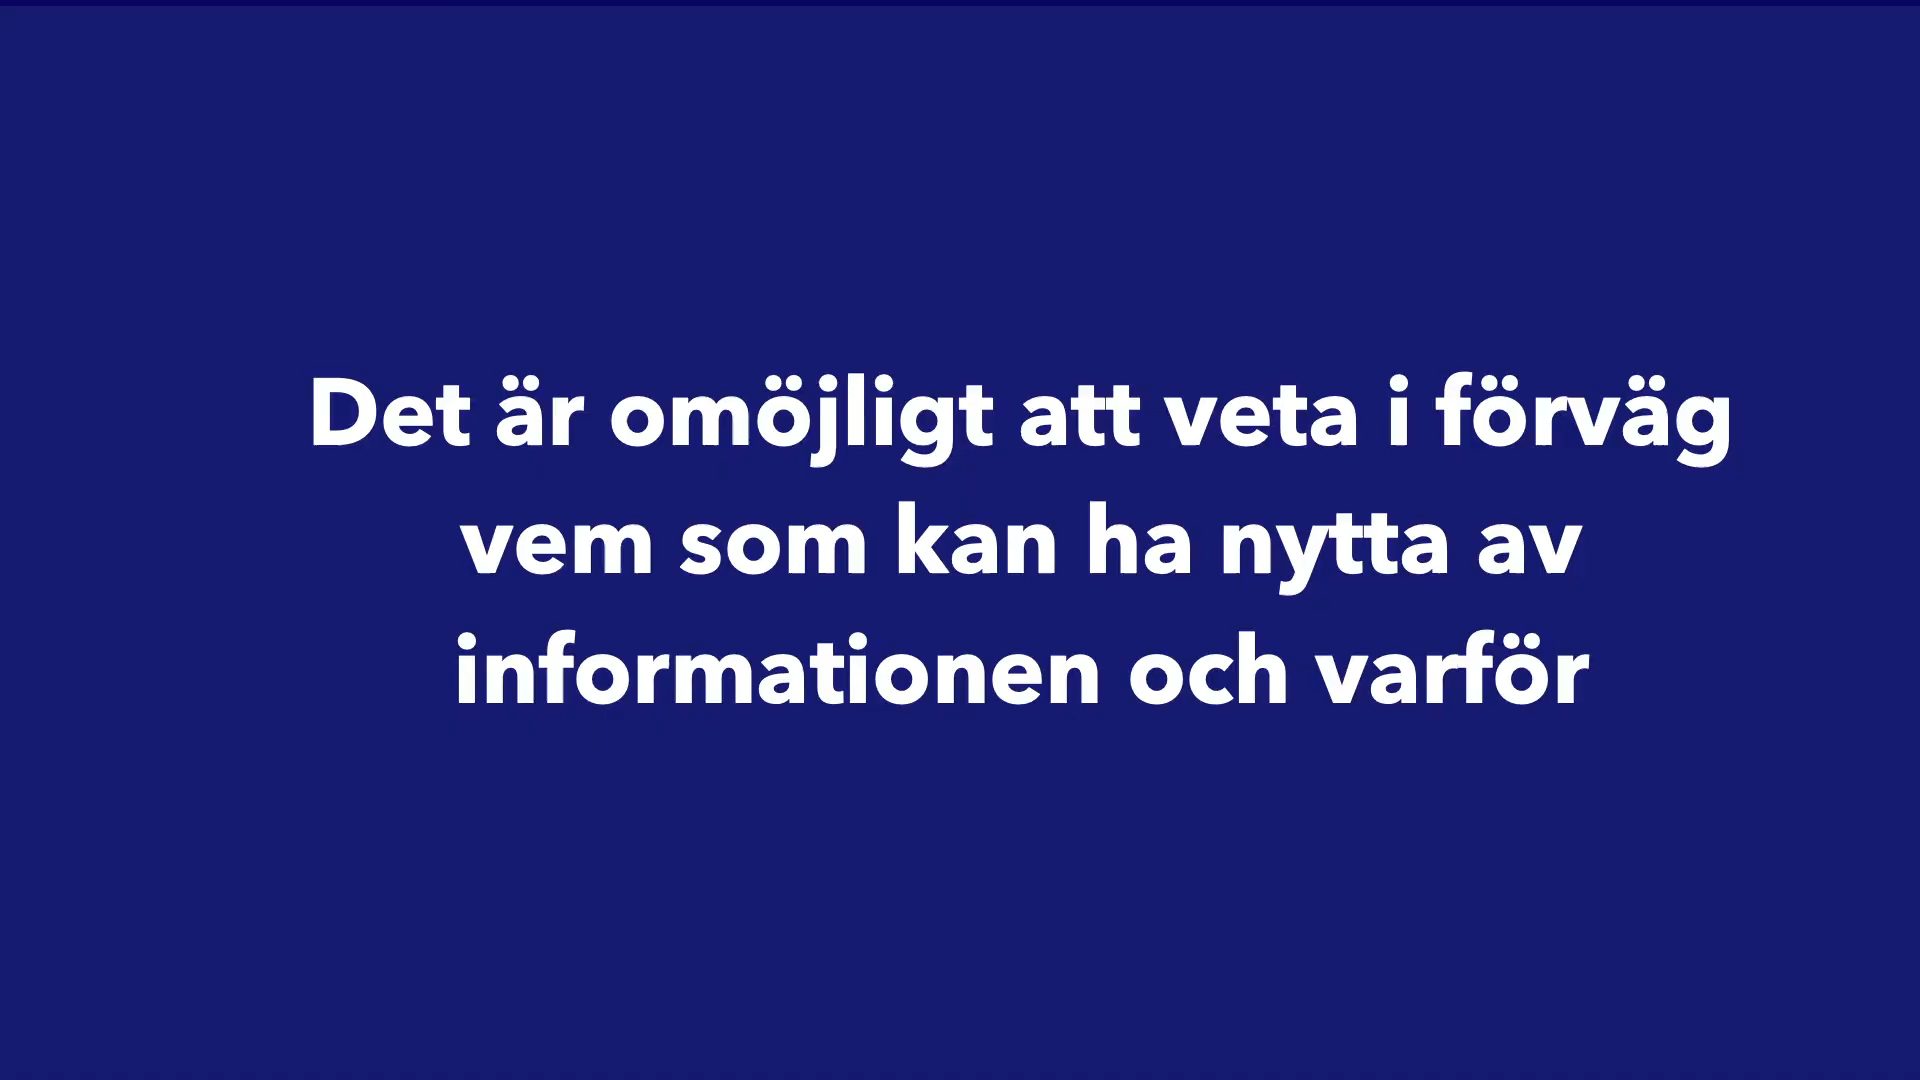 Det är omöjligt att veta i förväg
vem som kan ha nytta av
informationen och varför